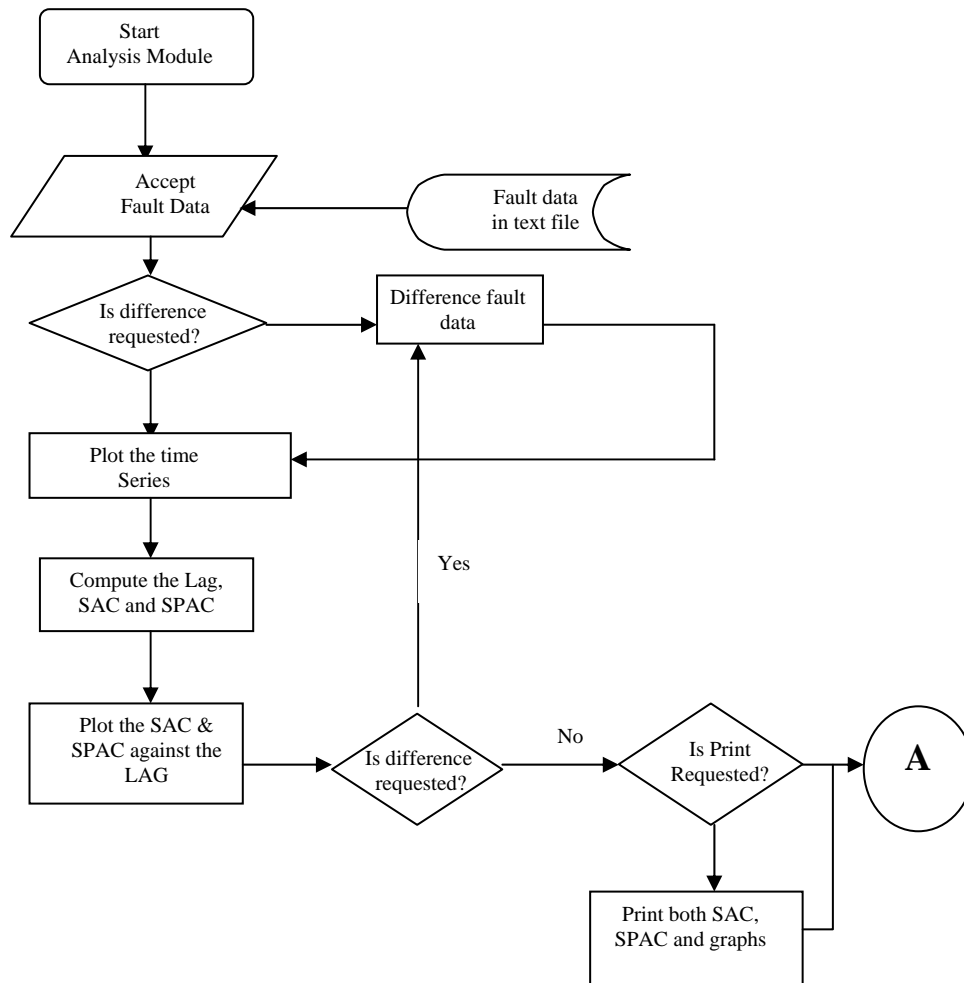 Start
Analysis Module
Accept
Fault Data
Fault data
in text file
Is difference
requested?
Difference fault
data
Plot the time
Series
Yes
Compute the Lag,
SAC and SPAC
Plot the SAC &
SPAC against the
LAG
Is difference
requested?
No
Is Print
Requested?
A
Print both SAC,
SPAC and graphs